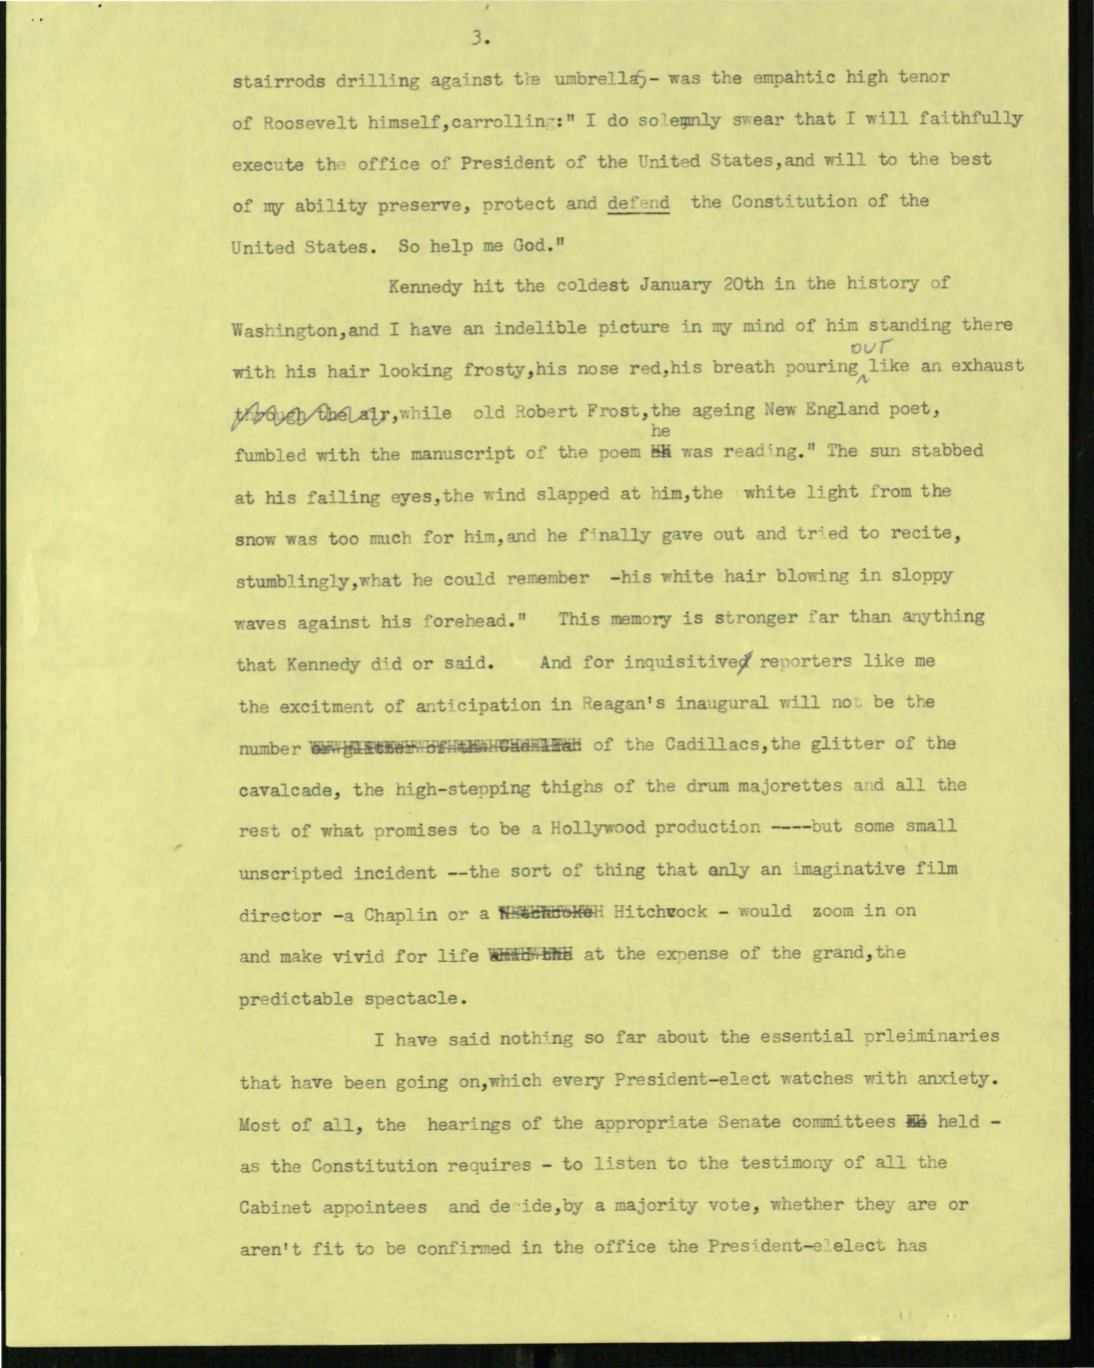 3.
stairrods drilling against the umbrellas- was the empahtic high tenor
of Roosevelt himself,carrolling:" I do solemnly swear that I will faithfully
execute the office of President of the United States,and will to the best
of my ability preserve, protect and defend the Constitution of the
United States. So help me God."
Kennedy hit the coldest January 20th in the history of
Washington,and I have an indelible picture in my mind of him standing there
out
with his hair looking frosty,his nose red,his breath pouring like an exhaust
through the air,while old Robert Frost,the ageing New England poet,
he
fumbled with the manuscript of the poem was reading." The sun stabbed
at his failing eyes,the wind slapped at him,the white light from the
snow was too much for him,and he finally gave out and tried to recite,
stumblingly,what he could remember -his white hair blowing in sloppy
waves against his forehead." This memory is stronger far than anything
that Kennedy did or said. And for inquisitive reporters like me
the excitment of anticipation in Reagan's inaugural will not be the
number or glitter of the Cadillac of the Cadillacs,the glitter of the
cavalcade, the high-stepping thighs of the drum majorettes and all the
rest of what promises to be a Hollywood production ----but some small
unscripted incident --the sort of thing that only an imaginative film
director -a Chaplin or a Hitchcock - would zoom in on
and make vivid for life at the expense of the grand,the
predictable spectacle.
I have said nothing so far about the essential prleiminaries
that have been going on,which every President-elect watches with anxiety.
Most of all, the hearings of the appropriate Senate committees held -
as the Constitution requires - to listen to the testimony of all the
Cabinet appointees and decide,by a majority vote, whether they are or
aren't fit to be confirmed in the office the President-elelect has